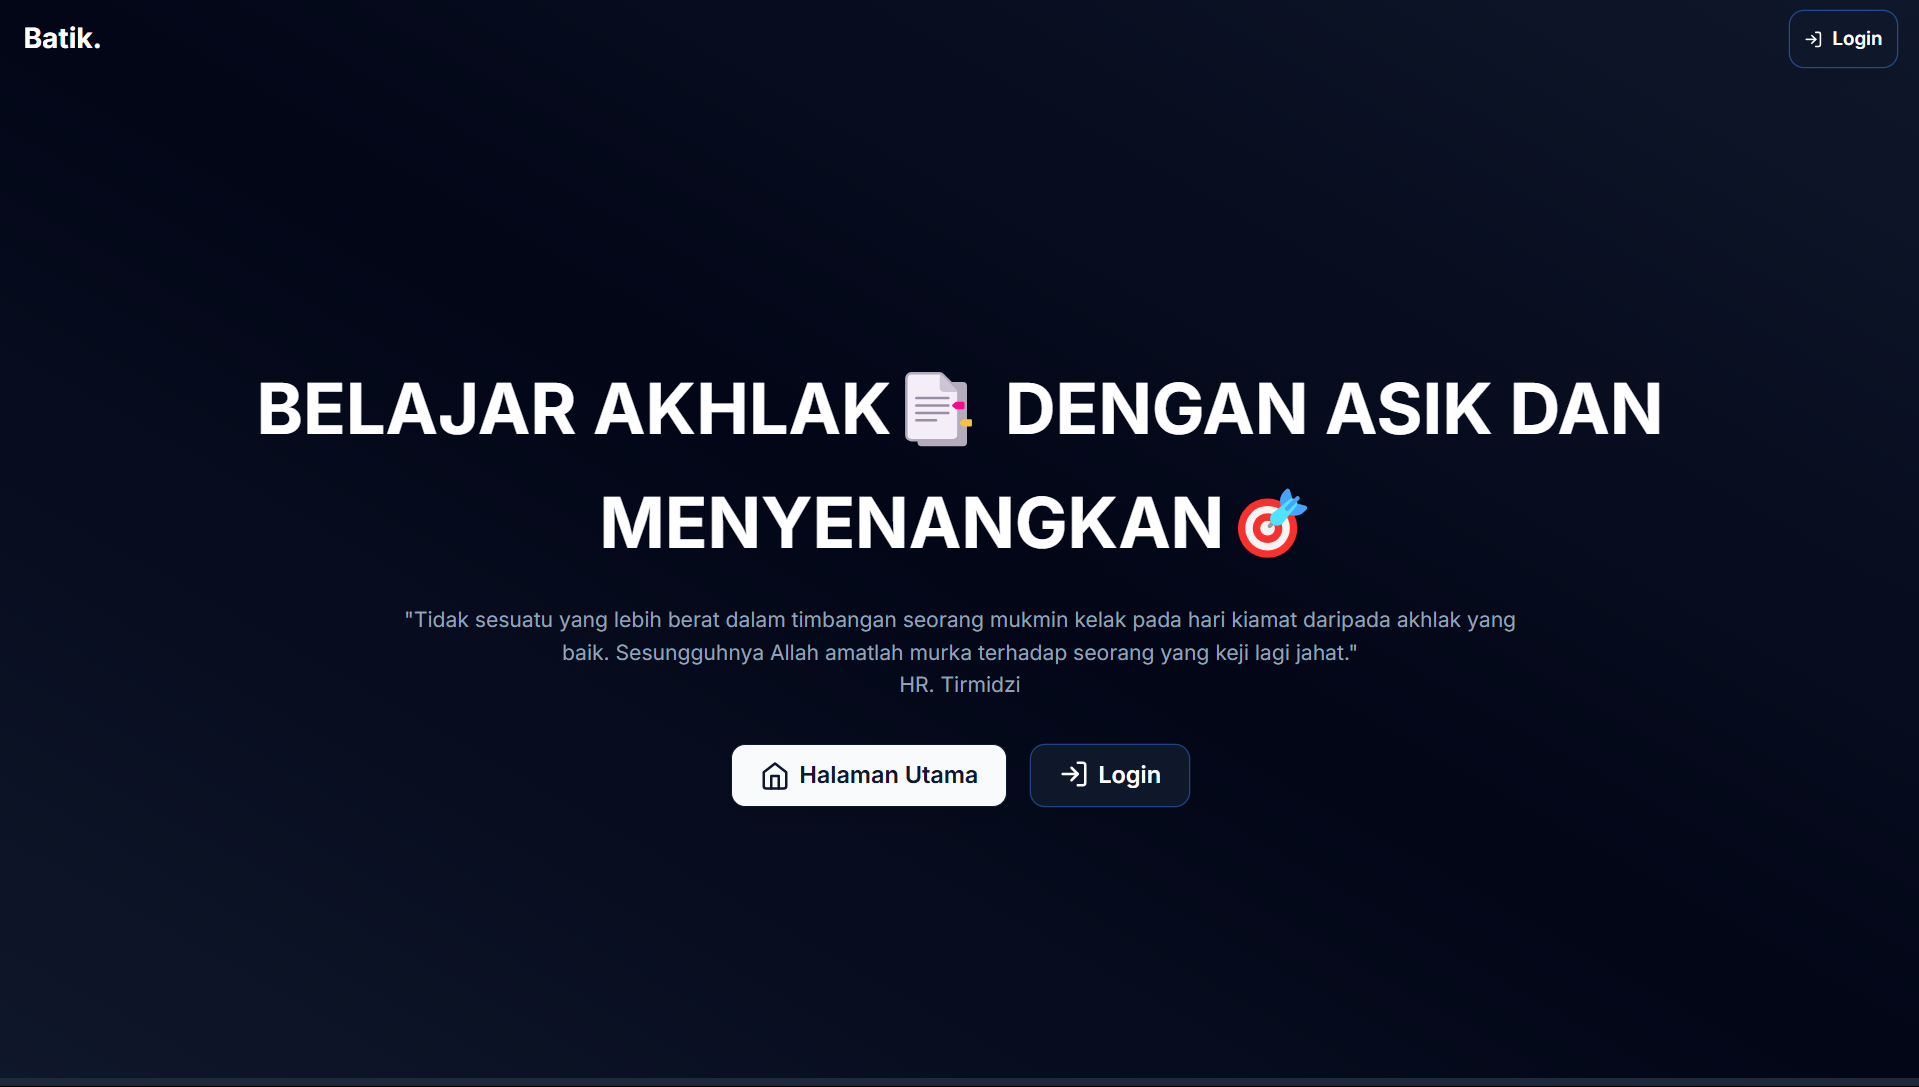 Batik.
Login
BELAJAR AKHLAK DENGAN ASIK DAN
MENYENANGKAN
"Tidak sesuatu yang lebih berat dalam timbangan seorang mukmin kelak pada hari kiamat daripada akhlak yang
baik. Sesungguhnya Allah amatlah murka terhadap seorang yang keji lagi jahat."
HR. Tirmidzi
Halaman Utama
Login